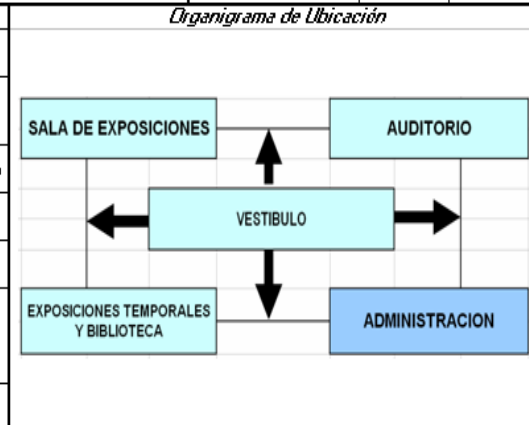 Organigrama de Ubicación
SALA DE EXPOSICIONES
AUDITORIO
VESTIBULO
EXPOSICIONES TEMPORALES
Y BIBLIOTECA
ADMINISTRACION